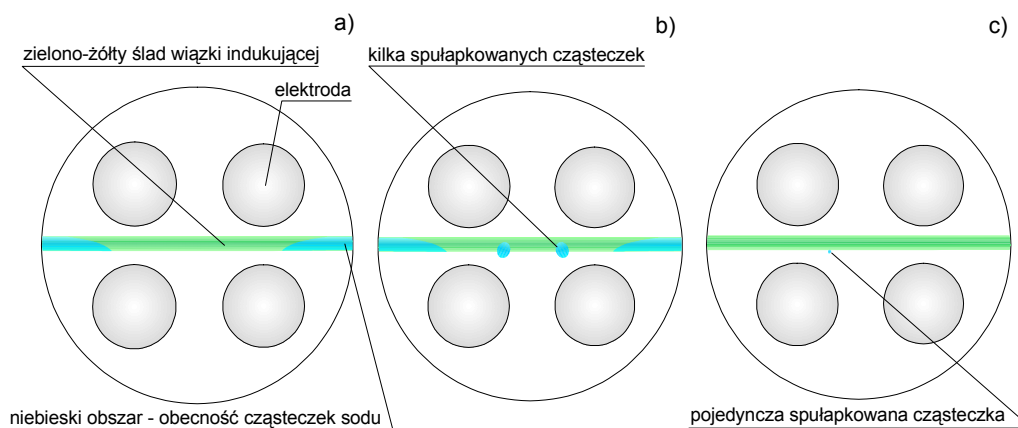 a)
b)
c)
zielono-żółty ślad wiązki indukującej
kilka spułapkowanych cząsteczek
elektroda
niebieski obszar - obecność cząsteczek sodu
pojedyncza spułapkowana cząsteczka